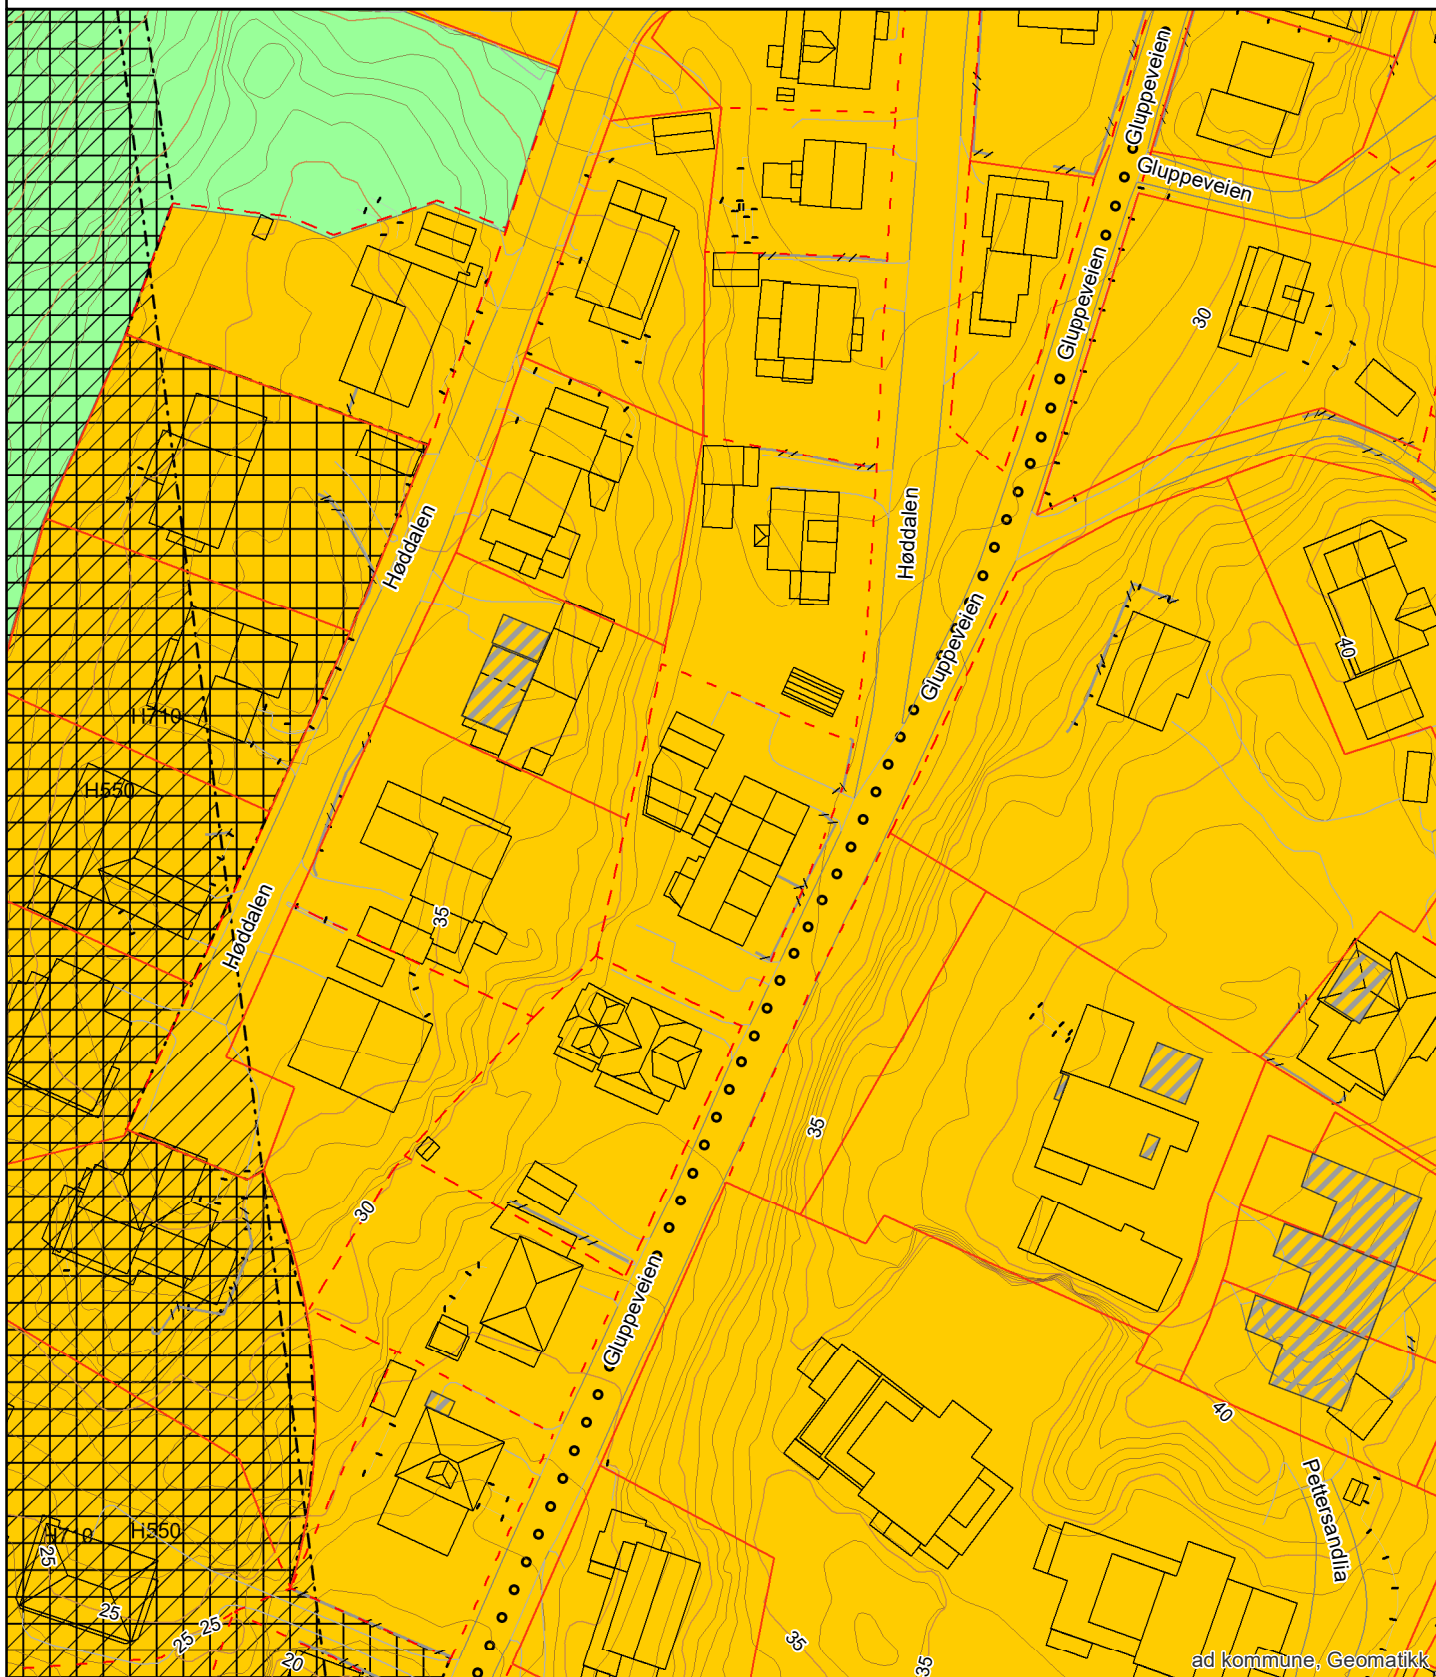 Gluppeveien
Gluppeveien
Gluppeveien
30
Høddalen
Høddalen
Gluppeveien
40
H710
H550
Høddalen
35
35
30
Gluppeveien
40
Pettersandlia
H550
25
25
25
25
20
35
35
ad kommune, Geomatikk